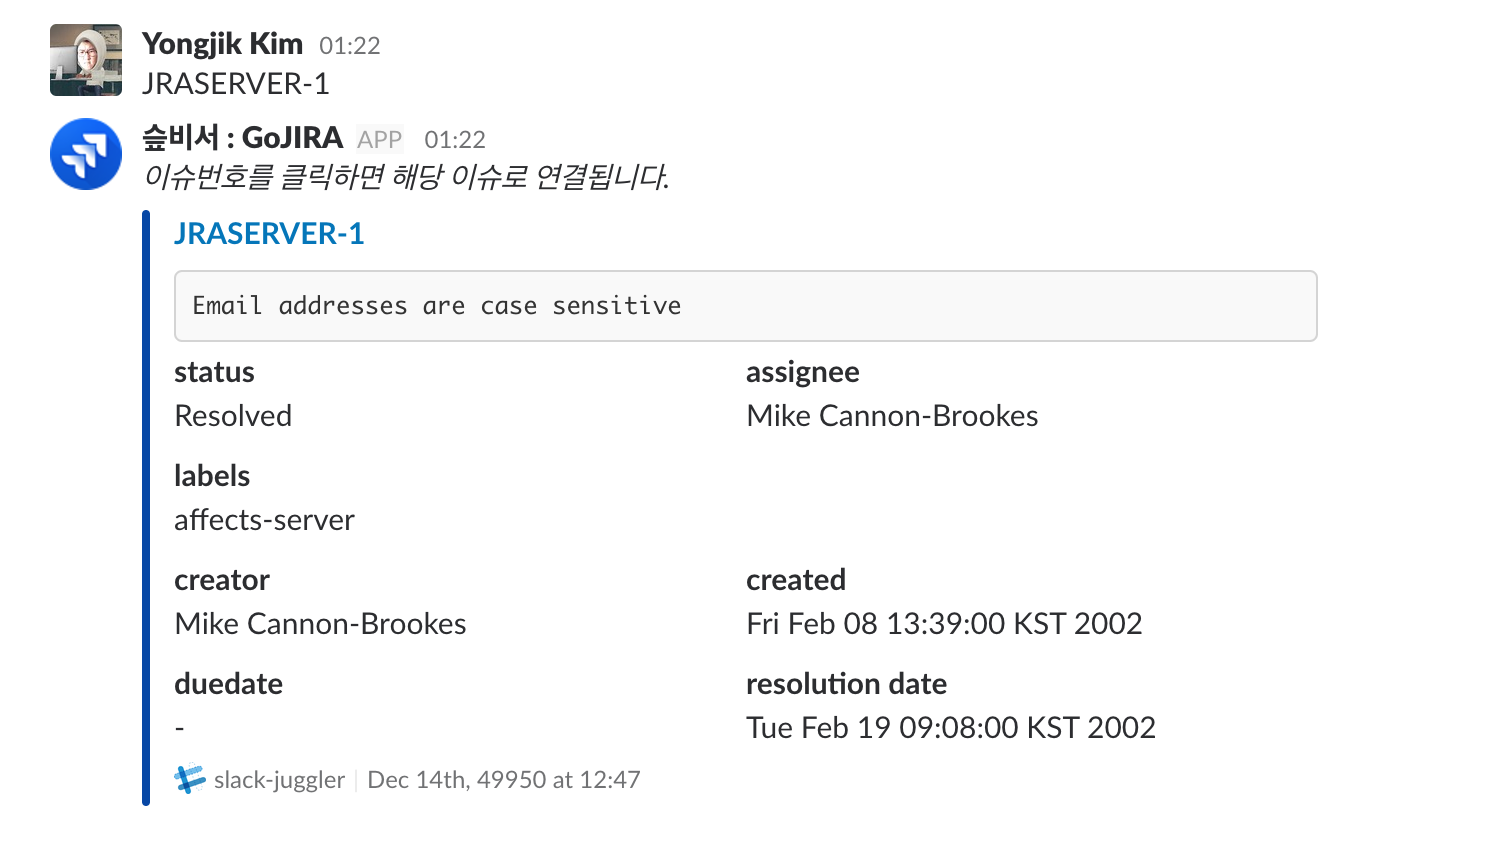 Yongjik Kim 01:22
JRASERVER-1
슢비서 : GoJIRA APP 01:22
이슈번호를 클릭하면 해당 이슈로 연결됩니다.
JRASERVER-1
Email addresses are case sensitive
status assignee
Resolved Mike Cannon-Brookes
labels
affects-server
creator created
Mike Cannon-Brookes Fri Feb 08 13:39:00 KST 2002
duedate resolution date
- Tue Feb 19 09:08:00 KST 2002
slack-juggler | Dec 14th, 49950 at 12:47